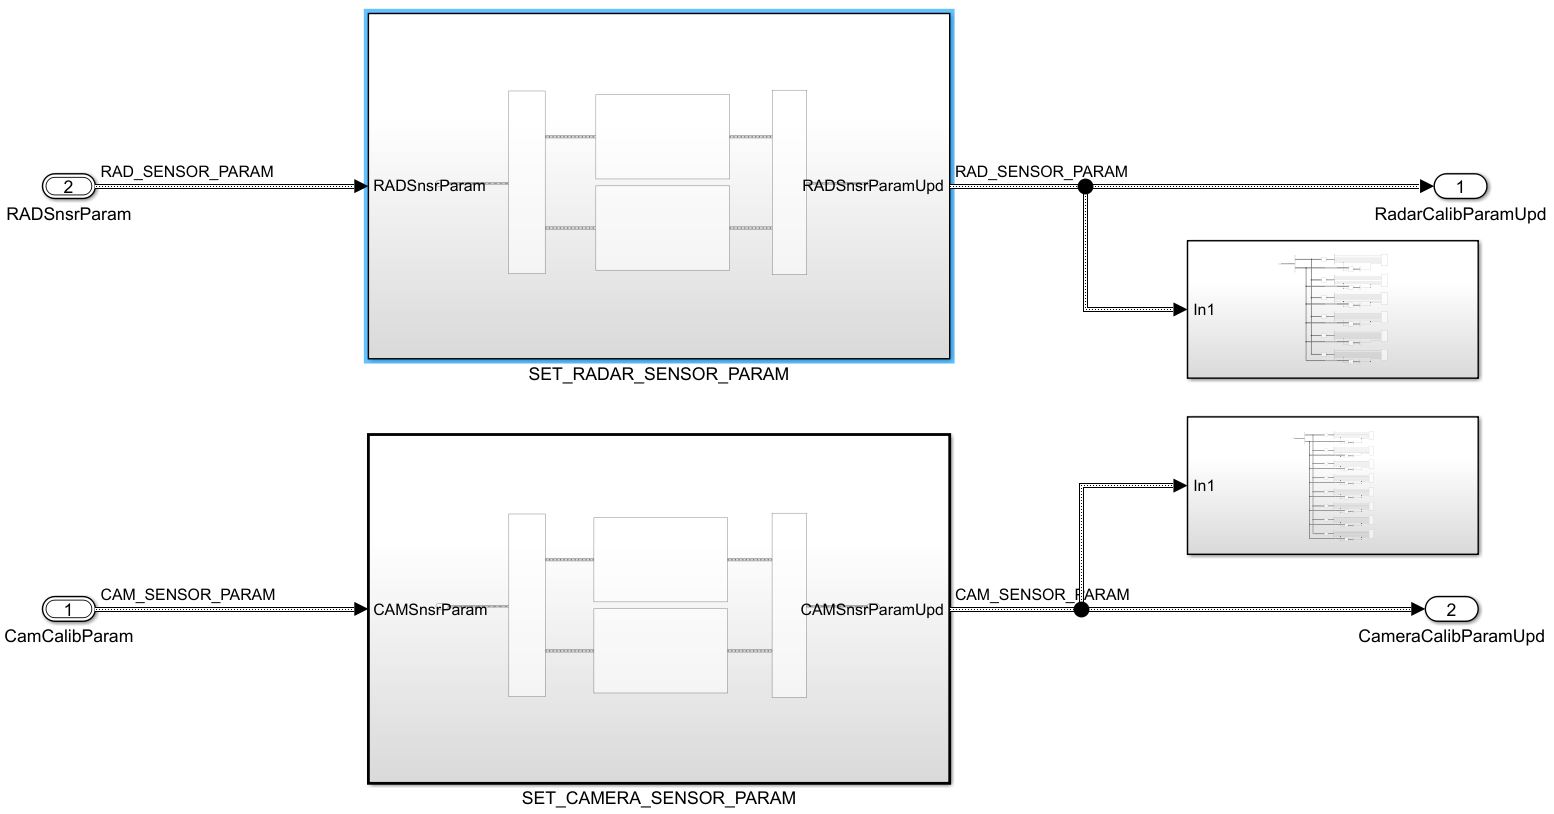 RAD_SENSOR_PARAM
2
RADSnsrParam
RADSnsrParam
RADSnsrParamUpd
SET_RADAR_SENSOR_PARAM
RAD_SENSOR_PARAM
1
RadarCalibParamUpd
In1
CAM_SENSOR_PARAM
1
CamCalibParam
CAMSnsrParam
CAMSnsrParamUpd
SET_CAMERA_SENSOR_PARAM
In1
CAM_SENSOR_PARAM
2
CameraCalibParamUpd